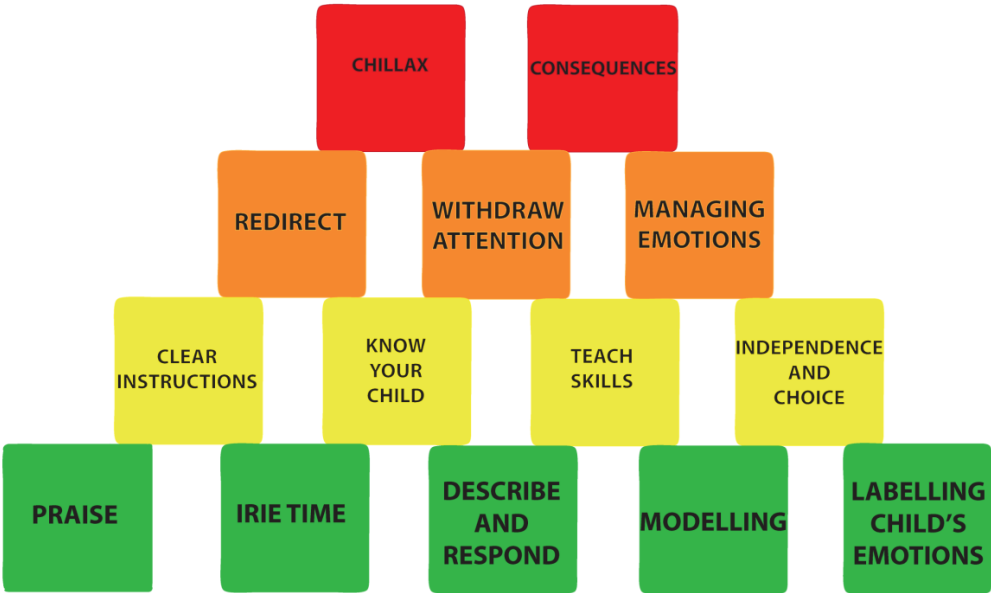 CHILLAX
CONSEQUENCES
REDIRECT
WITHDRAW
ATTENTION
MANAGING
EMOTIONS
CLEAR
INSTRUCTIONS
KNOW
YOUR
CHILD
TEACH
SKILLS
INDEPENDENCE
AND
CHOICE
PRAISE
IRIE TIME
DESCRIBE
AND
RESPOND
MODELLING
LABELLING
CHILD'S
EMOTIONS